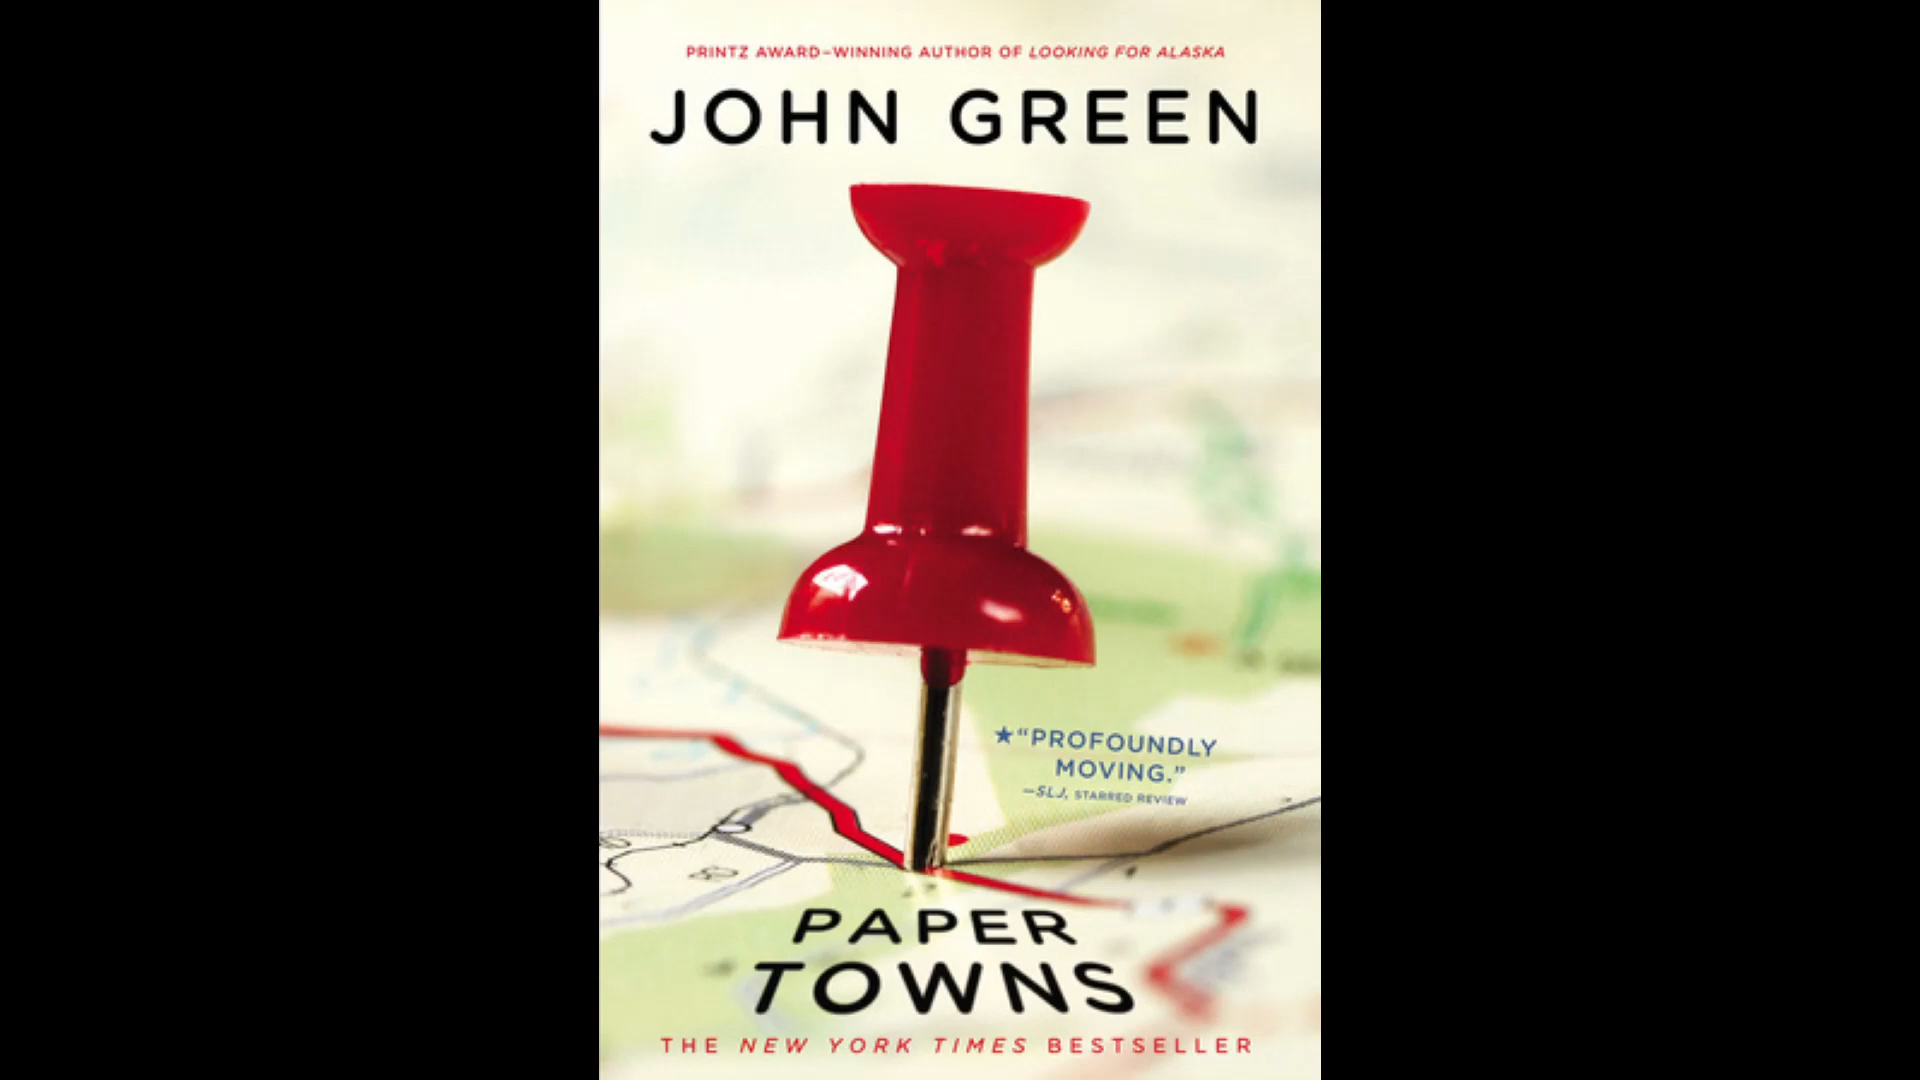 PRINTZ AWARD–WINNING AUTHOR OF LOOKING FOR ALASKA
JOHN GREEN
★“PROFOUNDLY
MOVING.”
—SLJ, STARRED REVIEW
PAPER
TOWNS
THE NEW YORK TIMES BESTSELLER